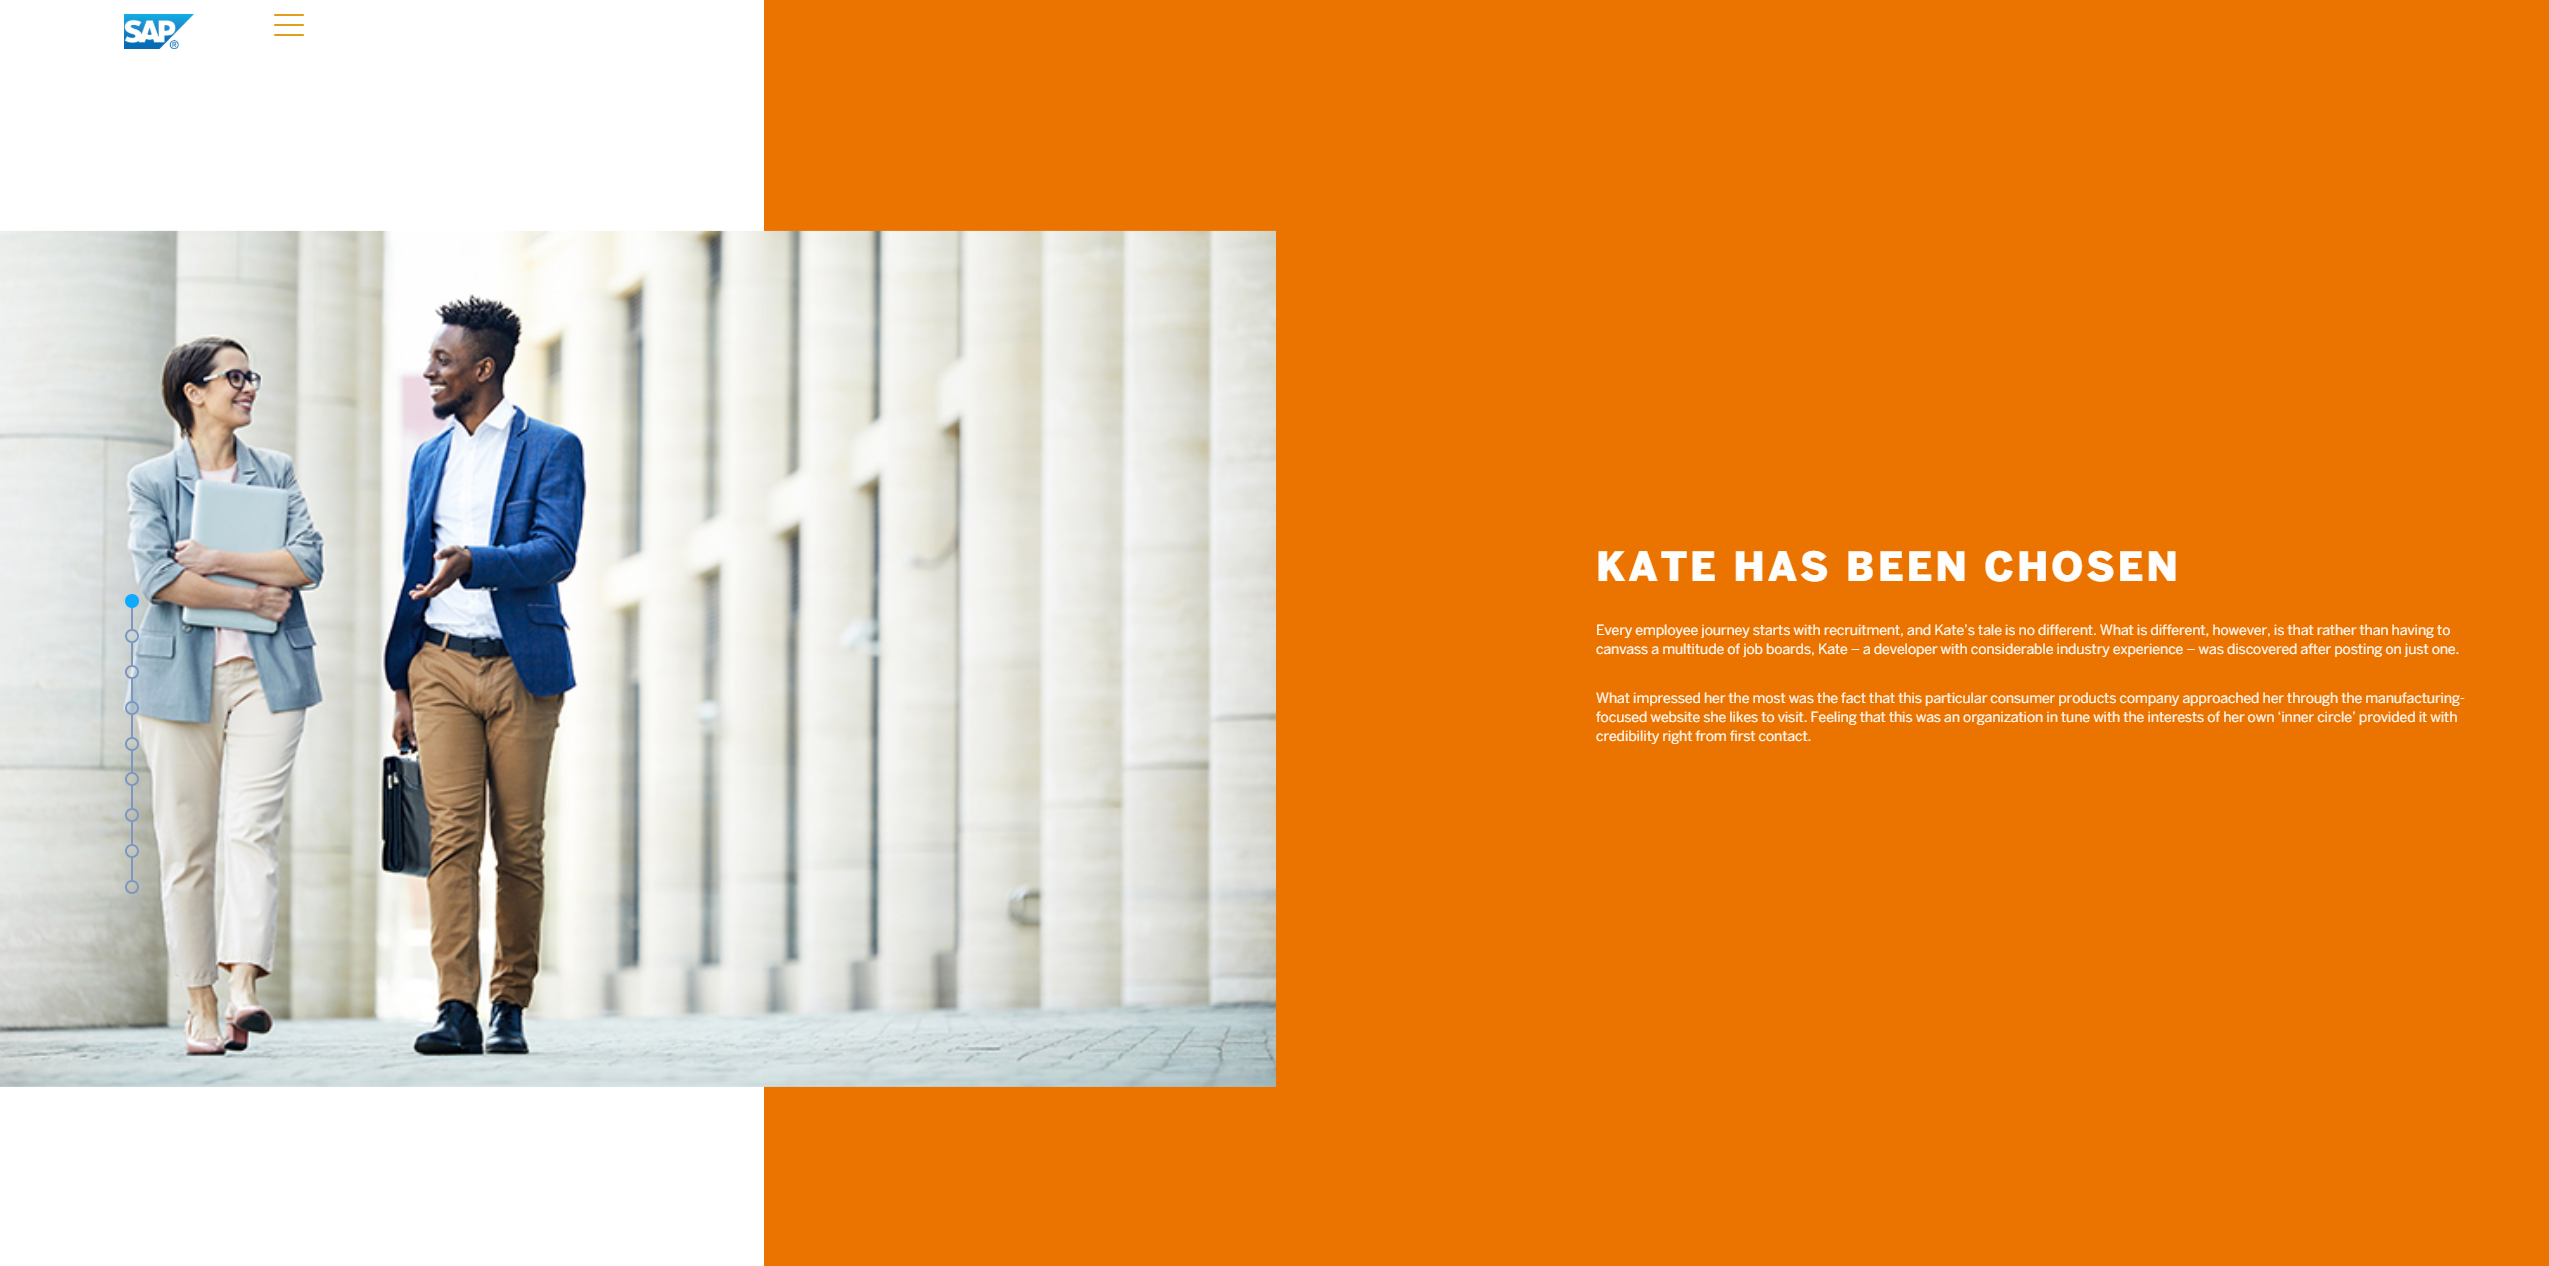 SAP®
KATE HAS BEEN CHOSEN
Every employee journey starts with recruitment, and Kate's tale is no different. What is different, however, is that rather than having to
canvass a multitude of job boards, Kate – a developer with considerable industry experience – was discovered after posting on just one.
What impressed her the most was the fact that this particular consumer products company approached her through the manufacturing-
focused website she likes to visit. Feeling that this was an organization in tune with the interests of her own ‘inner circle’ provided it with
credibility right from first contact.